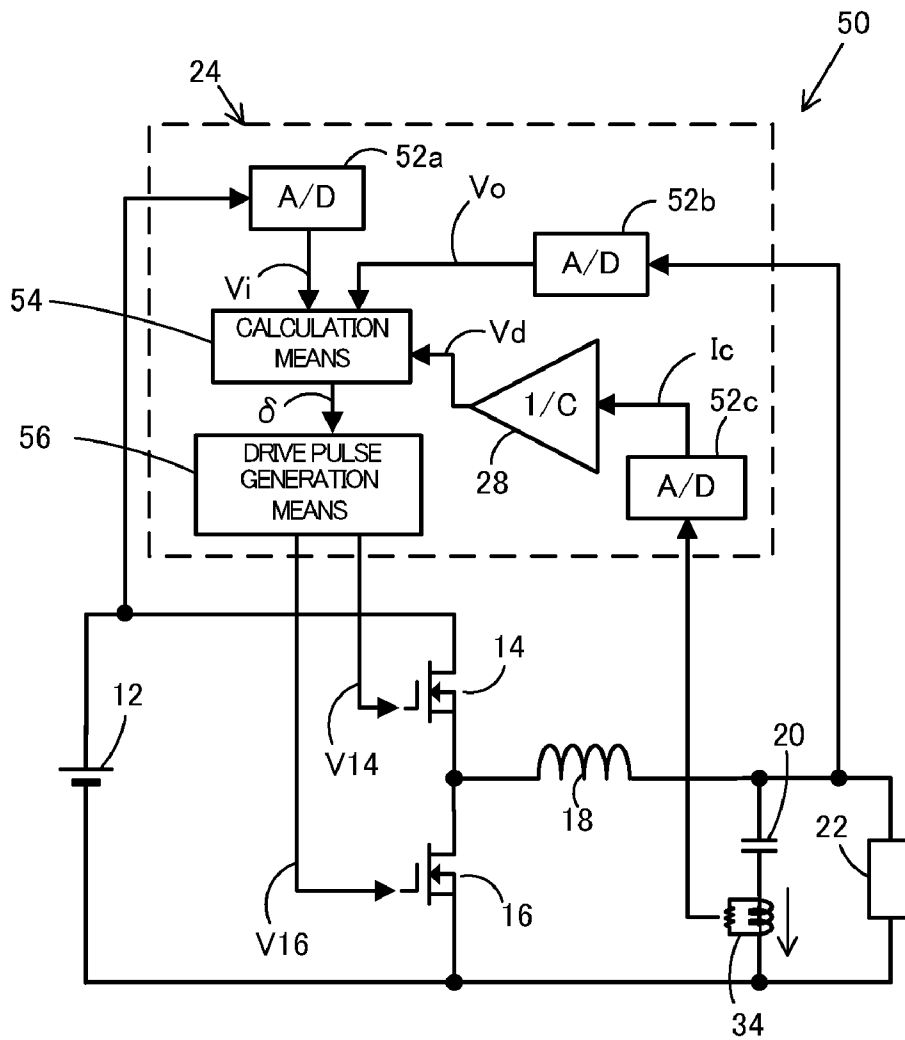 50
24
52a
A/D
Vo
52b
A/D
Vi
54
CALCULATION
MEANS
Vd
Ic
1/C
52c
δ
28
A/D
56
DRIVE PULSE
GENERATION
MEANS
14
12
V14
20
18
22
16
V16
34